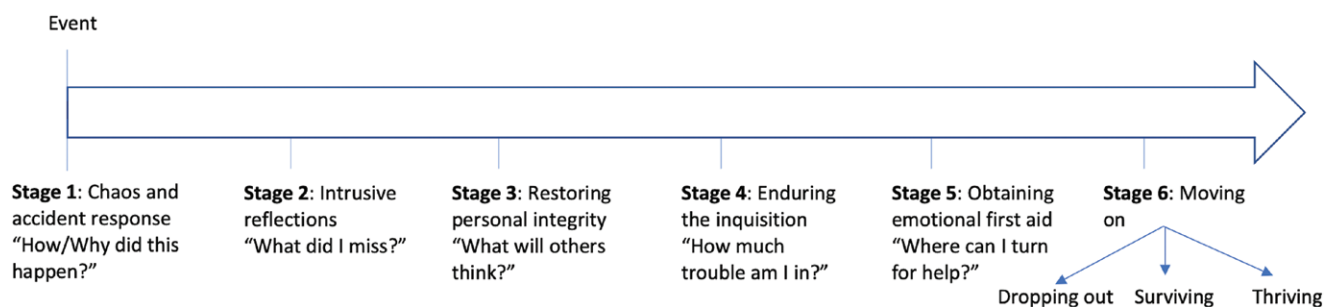 Event
Stage 1: Chaos and
accident response
“How/Why did this
happen?”
Stage 2: Intrusive
reflections
“What did I miss?”
Stage 3: Restoring
personal integrity
“What will others
think?”
Stage 4: Enduring
the inquisition
“How much
trouble am I in?”
Stage 5: Obtaining
emotional first aid
“Where can I turn
for help?”
Stage 6: Moving
on
Dropping out
Surviving
Thriving